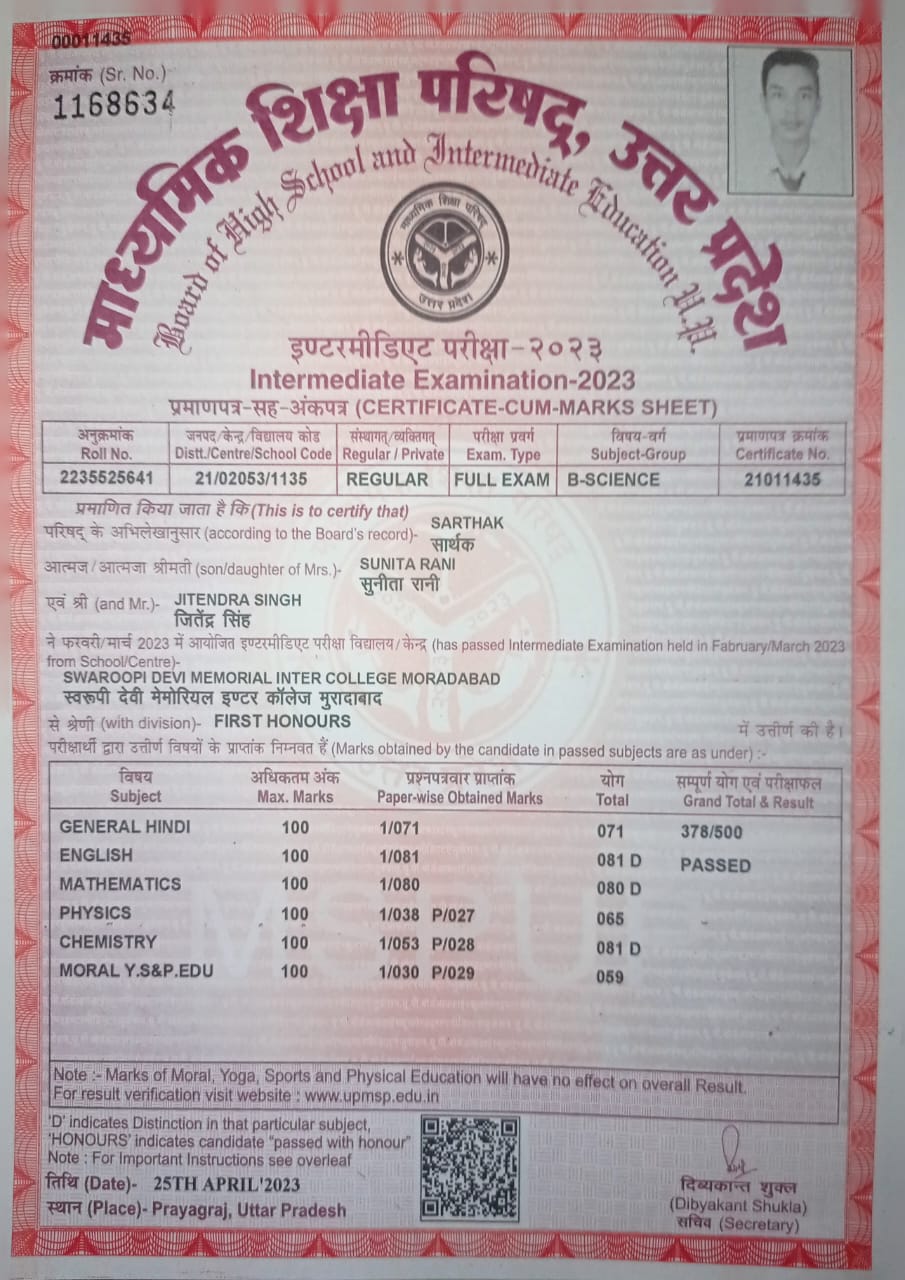 00011435
क्रमांक (Sr. No.)
1168634
माध्यमिक शिक्षा परिषद्, उत्तर प्रदेश
Board of High School and Intermediate Education U.P.
माध्यमिक शिक्षा परिषद्
उत्तर प्रदेश
इण्टरमीडिएट परीक्षा-२०२३
Intermediate Examination-2023
प्रमाणपत्र-सह-अंकपत्र (CERTIFICATE-CUM-MARKS SHEET)
अनुक्रमांक जनपद/केन्द्र/विद्यालय कोड संस्थागत/व्यक्तिगत् परीक्षा प्रवर्ग विषय-वर्ग प्रमाणपत्र क्रमांक
Roll No. Distt./Centre/School Code Regular / Private Exam. Type Subject-Group Certificate No.
2235525641 21/02053/1135 REGULAR FULL EXAM B-SCIENCE 21011435
प्रमाणित किया जाता है कि (This is to certify that)
परिषद् के अभिलेखानुसार (according to the Board's record)- SARTHAK
सार्थक
आत्मज/आत्मजा श्रीमती (son/daughter of Mrs.)- SUNITA RANI
सुनीता रानी
एवं श्री (and Mr.)- JITENDRA SINGH
जितेंद्र सिंह
ने फरवरी/मार्च 2023 में आयोजित इण्टरमीडिएट परीक्षा विद्यालय/केन्द्र (has passed Intermediate Examination held in Fabruary/March 2023
from School/Centre)-
SWAROOPI DEVI MEMORIAL INTER COLLEGE MORADABAD
स्वरूपी देवी मेमोरियल इण्टर कॉलेज मुरादाबाद
से श्रेणी (with division)- FIRST HONOURS में उत्तीर्ण की है।
परीक्षार्थी द्वारा उत्तीर्ण विषयों के प्राप्तांक निम्नवत हैं (Marks obtained by the candidate in passed subjects are as under) :-
विषय अधिकतम अंक प्रश्नपत्रवार प्राप्तांक योग सम्पूर्ण योग एवं परीक्षाफल
Subject Max. Marks Paper-wise Obtained Marks Total Grand Total & Result
GENERAL HINDI 100 1/071 071 378/500
ENGLISH 100 1/081 081 D PASSED
MATHEMATICS 100 1/080 080 D
PHYSICS 100 1/038 P/027 065
CHEMISTRY 100 1/053 P/028 081 D
MORAL Y.S&P.EDU 100 1/030 P/029 059
Note :- Marks of Moral, Yoga, Sports and Physical Education will have no effect on overall Result.
For result verification visit website : www.upmsp.edu.in
'D' indicates Distinction in that particular subject,
'HONOURS' indicates candidate "passed with honour"
Note : For Important Instructions see overleaf
तिथि (Date)- 25TH APRIL'2023
स्थान (Place)- Prayagraj, Uttar Pradesh
दिब्यकान्त शुक्ल
(Dibyakant Shukla)
सचिव (Secretary)